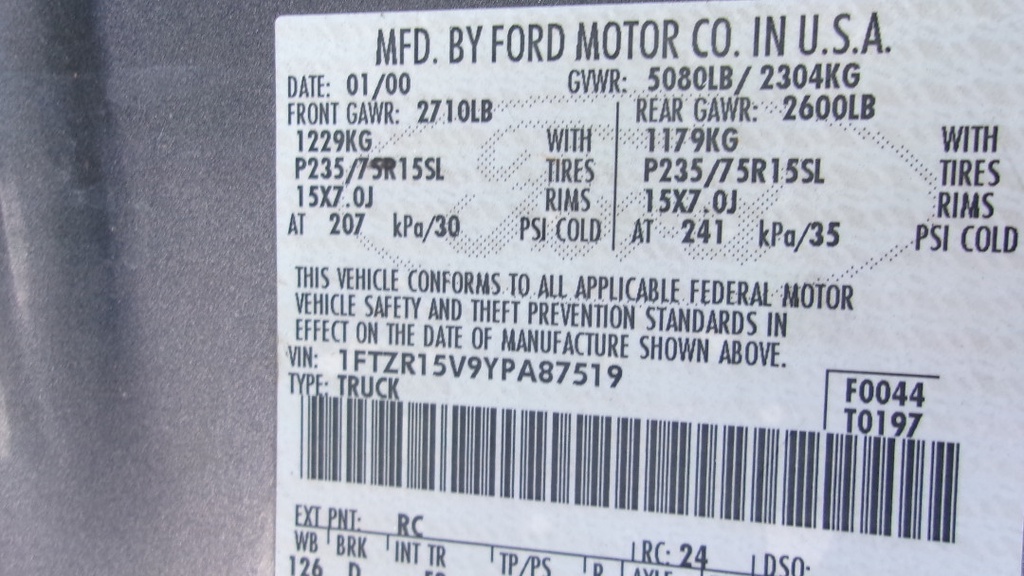 MFD. BY FORD MOTOR CO. IN U.S.A.
DATE: 01/00 GVWR: 5080LB/ 2304KG
FRONT GAWR: 2710LB REAR GAWR: 2600LB
1229KG WITH 1179KG WITH
P235/75R15SL TIRES P235/75R15SL TIRES
15X7.0J RIMS 15X7.0J RIMS
AT 207 kPa/30 PSI COLD AT 241 kPa/35 PSI COLD
THIS VEHICLE CONFORMS TO ALL APPLICABLE FEDERAL MOTOR
VEHICLE SAFETY AND THEFT PREVENTION STANDARDS IN
EFFECT ON THE DATE OF MANUFACTURE SHOWN ABOVE.
VIN: 1FTZR15V9YPA87519
TYPE: TRUCK
F0044
T0197
EXT PNT: RC RC: 24 DSO:
WB BRK INT TR TP/PS R AXLE
126 D